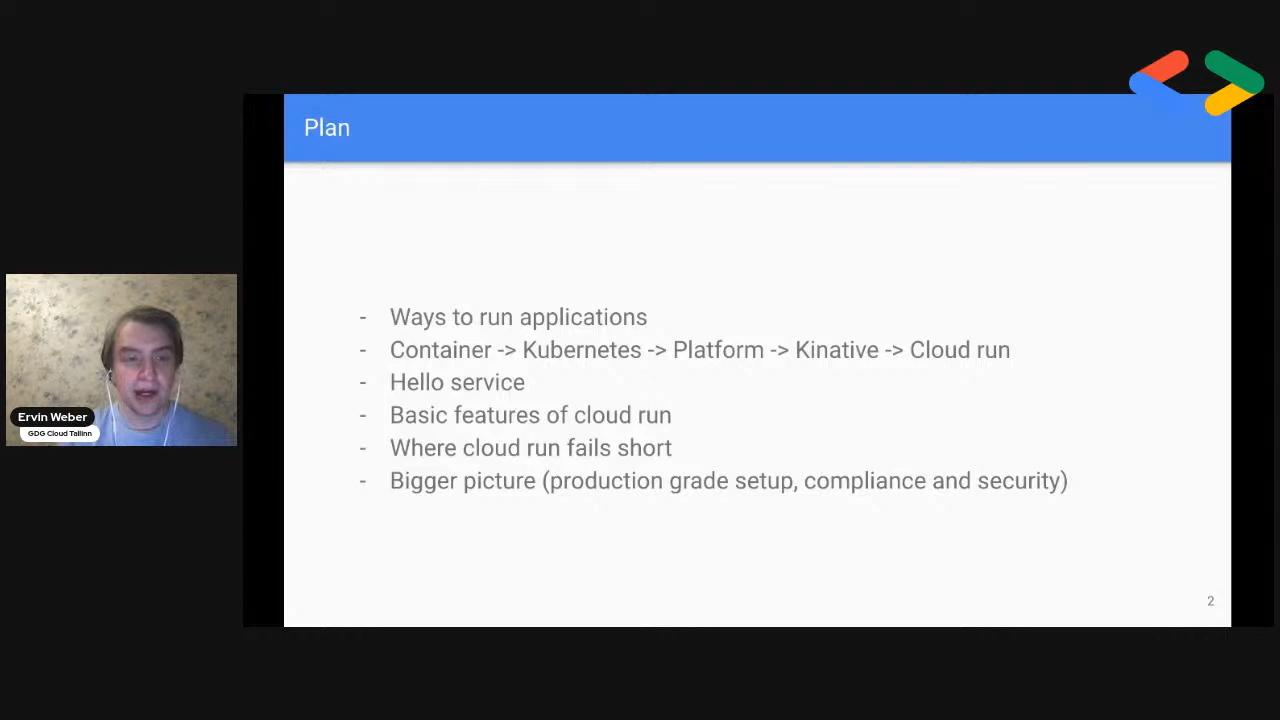 Plan
- Ways to run applications
- Container -> Kubernetes -> Platform -> Kinative -> Cloud run
- Hello service
- Basic features of cloud run
- Where cloud run fails short
- Bigger picture (production grade setup, compliance and security)
2
Ervin Weber
GDG Cloud Tallinn